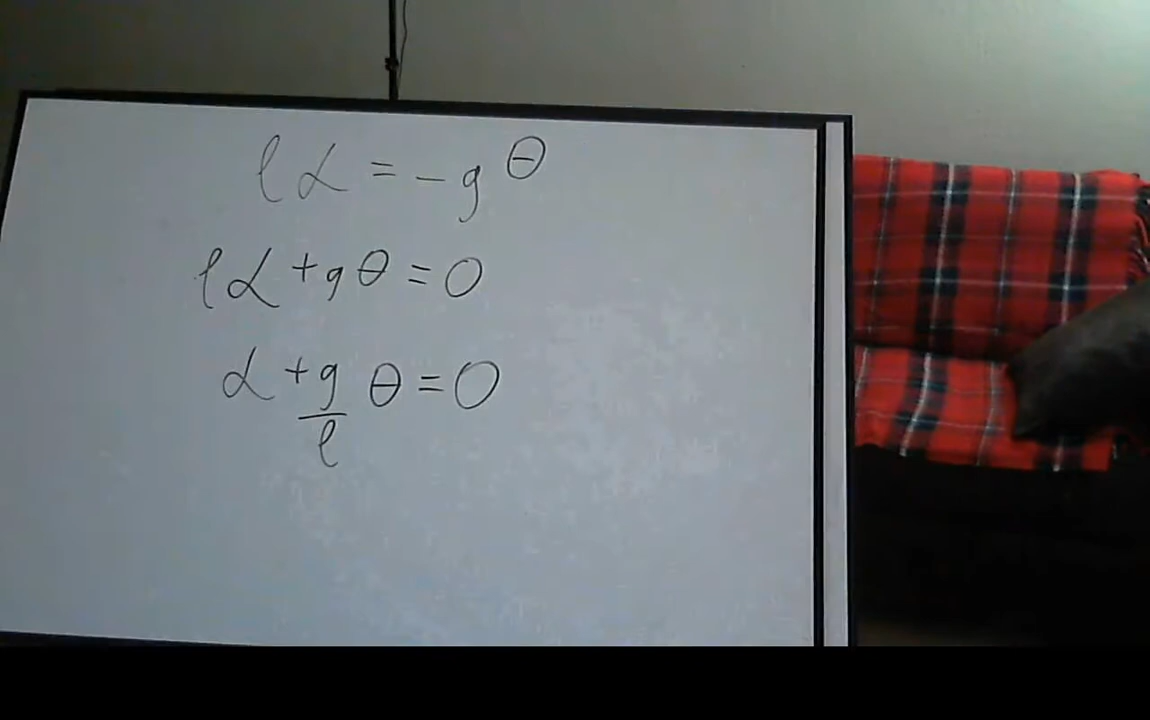 lα = -gθ
lα + gθ = 0
α + g/l θ = 0